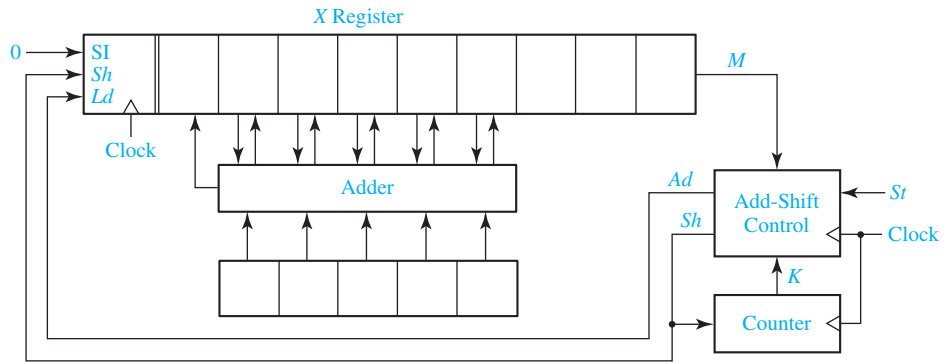 X Register
0
SI
Sh
Ld
M
Clock
Adder
Ad
Sh
Add-Shift
Control
St
Clock
K
Counter